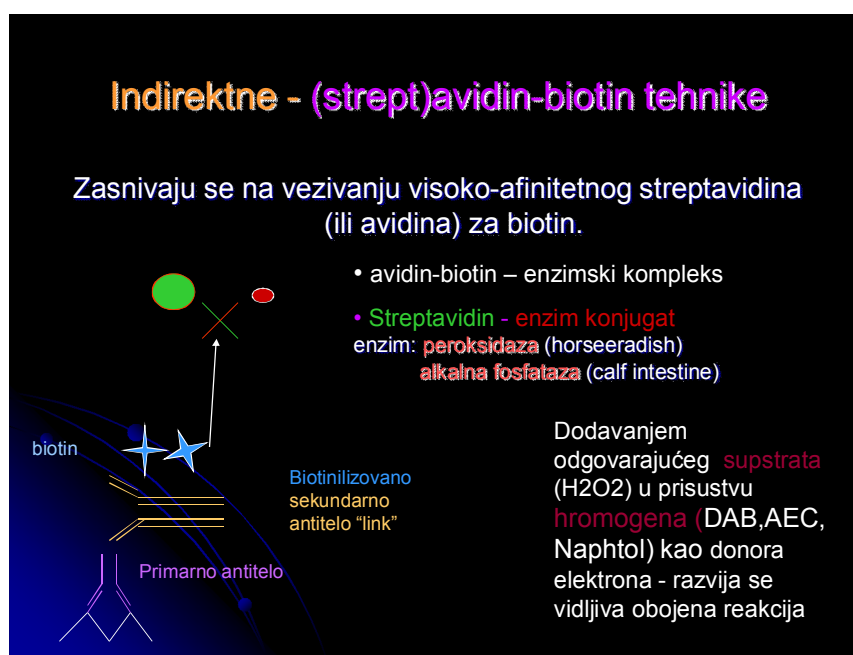 Indirektne - (strept)avidin-biotin tehnike
Zasnivaju se na vezivanju visoko-afinitetnog streptavidina
(ili avidina) za biotin.
• avidin-biotin – enzimski kompleks
• Streptavidin - enzim konjugat
enzim: peroksidaza (horseeradish)
alkalna fosfataza (calf intestine)
biotin
Biotinilizovano
sekundarno
antitelo “link”
Primarno antitelo
Dodavanjem
odgovarajućeg supstrata
(H2O2) u prisustvu
hromogena (DAB,AEC,
Naphtol) kao donora
elektrona - razvija se
vidljiva obojena reakcija